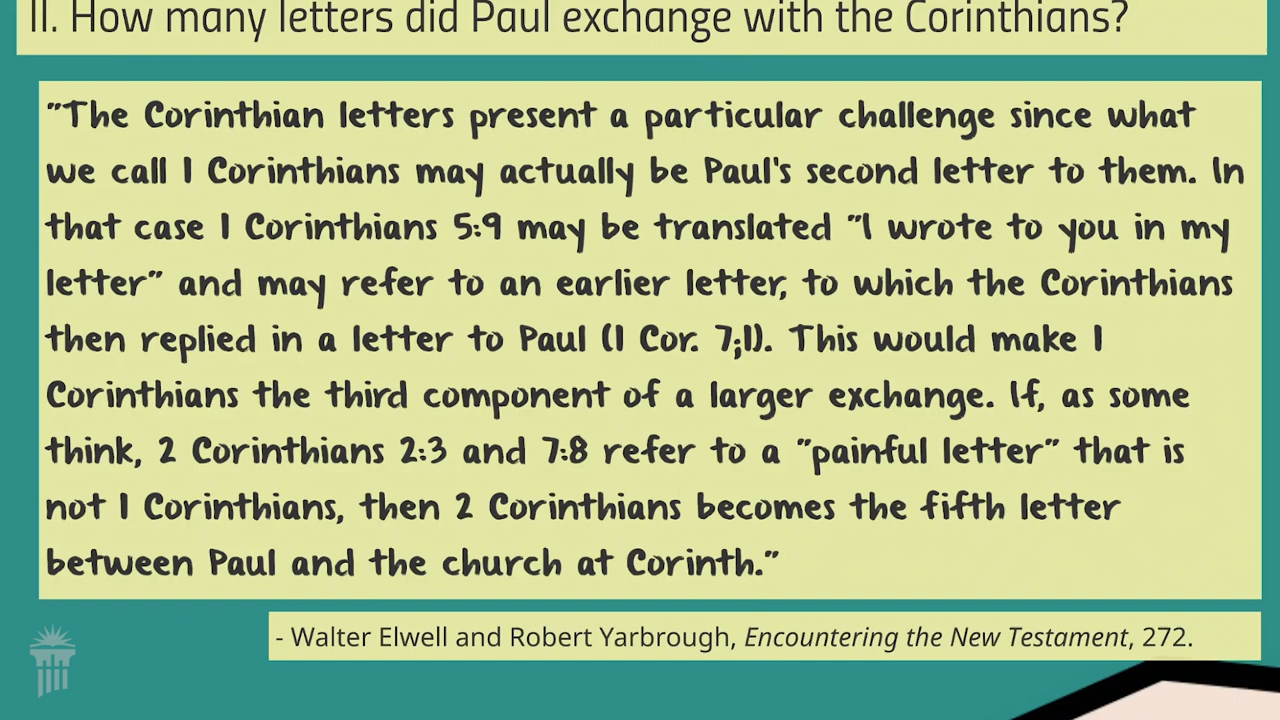 II. How many letters did Paul exchange with the Corinthians?
"The Corinthian letters present a particular challenge since what
we call 1 Corinthians may actually be Paul's second letter to them. In
that case 1 Corinthians 5:9 may be translated "I wrote to you in my
letter" and may refer to an earlier letter, to which the Corinthians
then replied in a letter to Paul (1 Cor. 7;1). This would make 1
Corinthians the third component of a larger exchange. If, as some
think, 2 Corinthians 2:3 and 7:8 refer to a "painful letter" that is
not 1 Corinthians, then 2 Corinthians becomes the fifth letter
between Paul and the church at Corinth."
- Walter Elwell and Robert Yarbrough, Encountering the New Testament, 272.